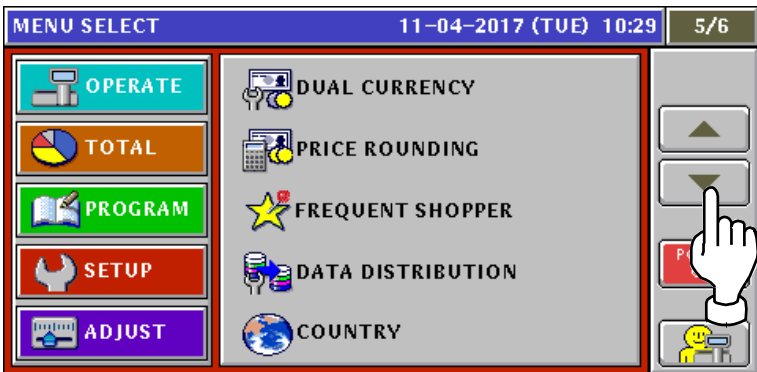 MENU SELECT 11-04-2017 (TUE) 10:29 5/6
OPERATE
TOTAL
PROGRAM
SETUP
ADJUST
DUAL CURRENCY
PRICE ROUNDING
FREQUENT SHOPPER
DATA DISTRIBUTION
COUNTRY